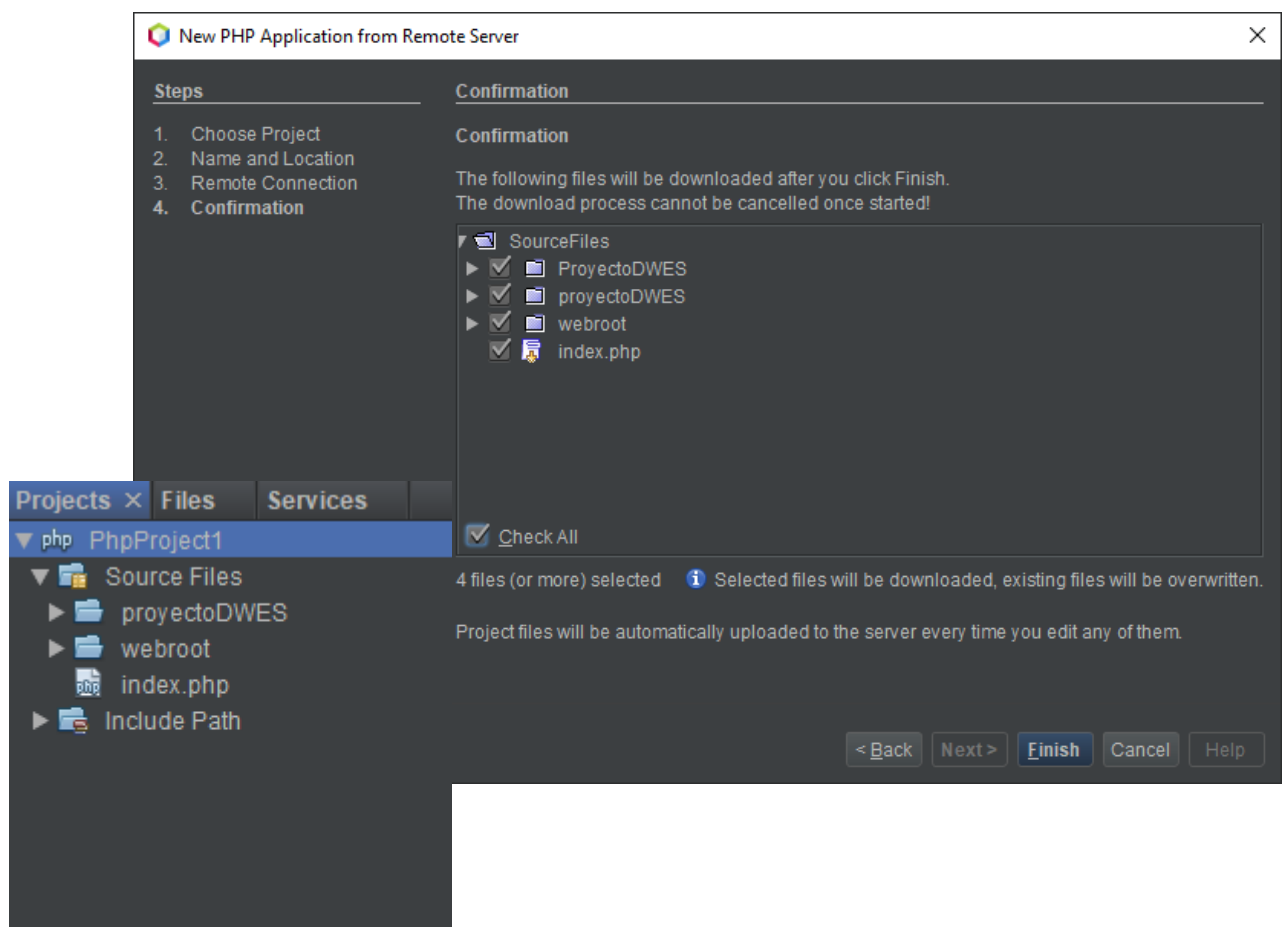 New PHP Application from Remote Server
Steps
1. Choose Project
2. Name and Location
3. Remote Connection
4. Confirmation
Confirmation
Confirmation
The following files will be downloaded after you click Finish.
The download process cannot be cancelled once started!
SourceFiles
ProyectoDWES
proyectoDWES
webroot
index.php
Check All
4 files (or more) selected
Selected files will be downloaded, existing files will be overwritten.
Project files will be automatically uploaded to the server every time you edit any of them.
< Back Next > Finish Cancel Help
Projects Files Services
php PhpProject1
Source Files
proyectoDWES
webroot
php index.php
Include Path